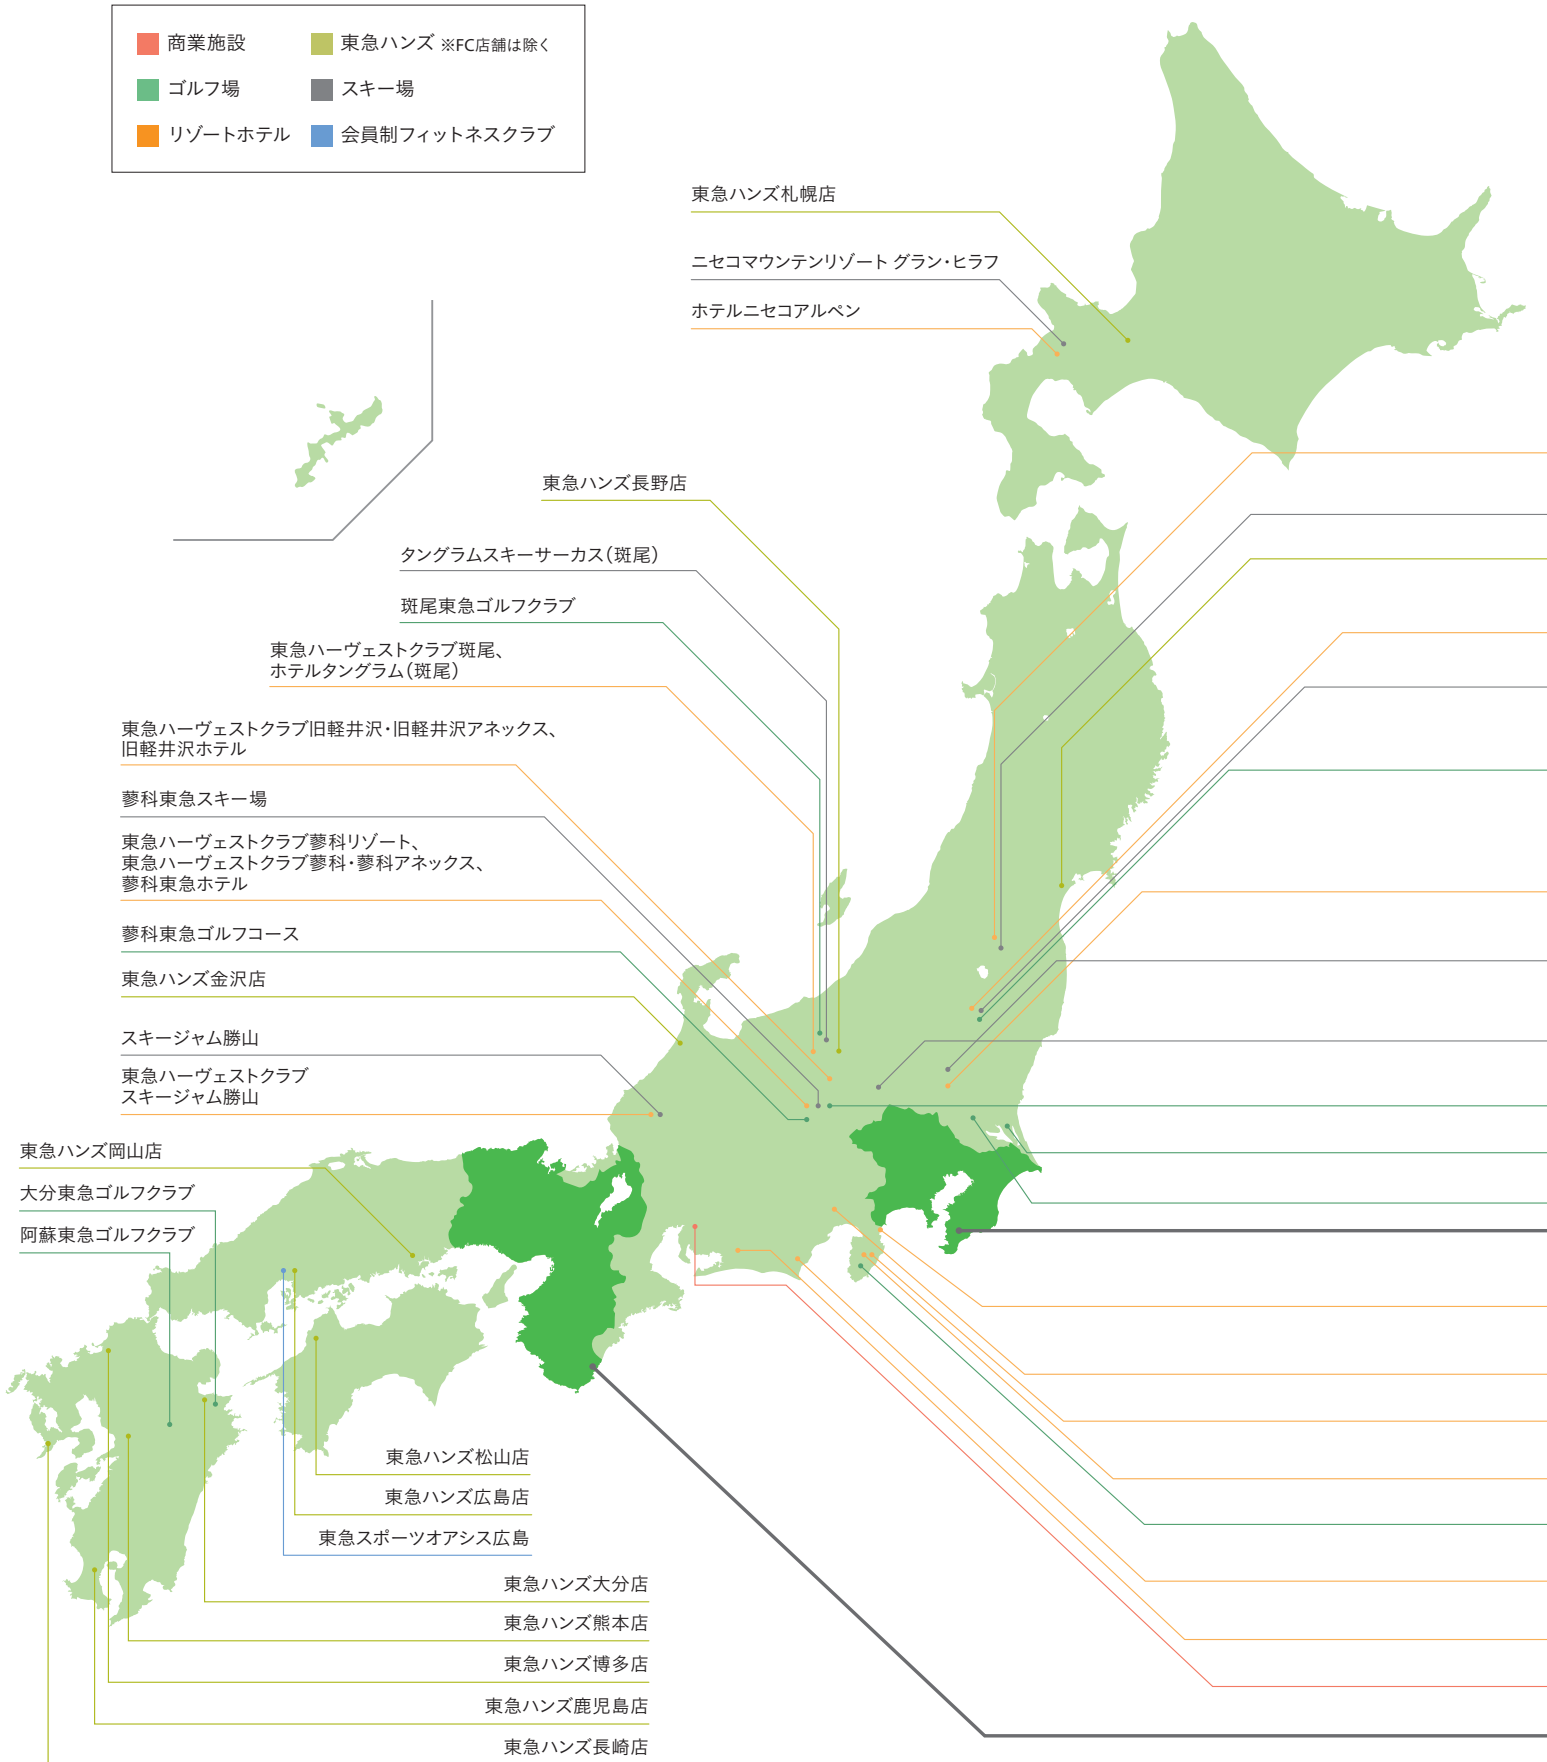 商業施設
東急ハンズ ※FC店舗は除く
ゴルフ場
スキー場
リゾートホテル
会員制フィットネスクラブ
東急ハンズ札幌店
ニセコマウンテンリゾート グラン・ヒラフ
ホテルニセコアルペン
東急ハンズ長野店
タングラムスキーサーカス(斑尾)
斑尾東急ゴルフクラブ
東急ハーヴェストクラブ斑尾、
ホテルタングラム(斑尾)
東急ハーヴェストクラブ旧軽井沢・旧軽井沢アネックス、
旧軽井沢ホテル
蓼科東急スキー場
東急ハーヴェストクラブ蓼科リゾート、
東急ハーヴェストクラブ蓼科・蓼科アネックス、
蓼科東急ホテル
蓼科東急ゴルフコース
東急ハンズ金沢店
スキージャム勝山
東急ハーヴェストクラブ
スキージャム勝山
東急ハンズ岡山店
大分東急ゴルフクラブ
阿蘇東急ゴルフクラブ
東急ハンズ松山店
東急ハンズ広島店
東急スポーツオアシス広島
東急ハンズ大分店
東急ハンズ熊本店
東急ハンズ博多店
東急ハンズ鹿児島店
東急ハンズ長崎店